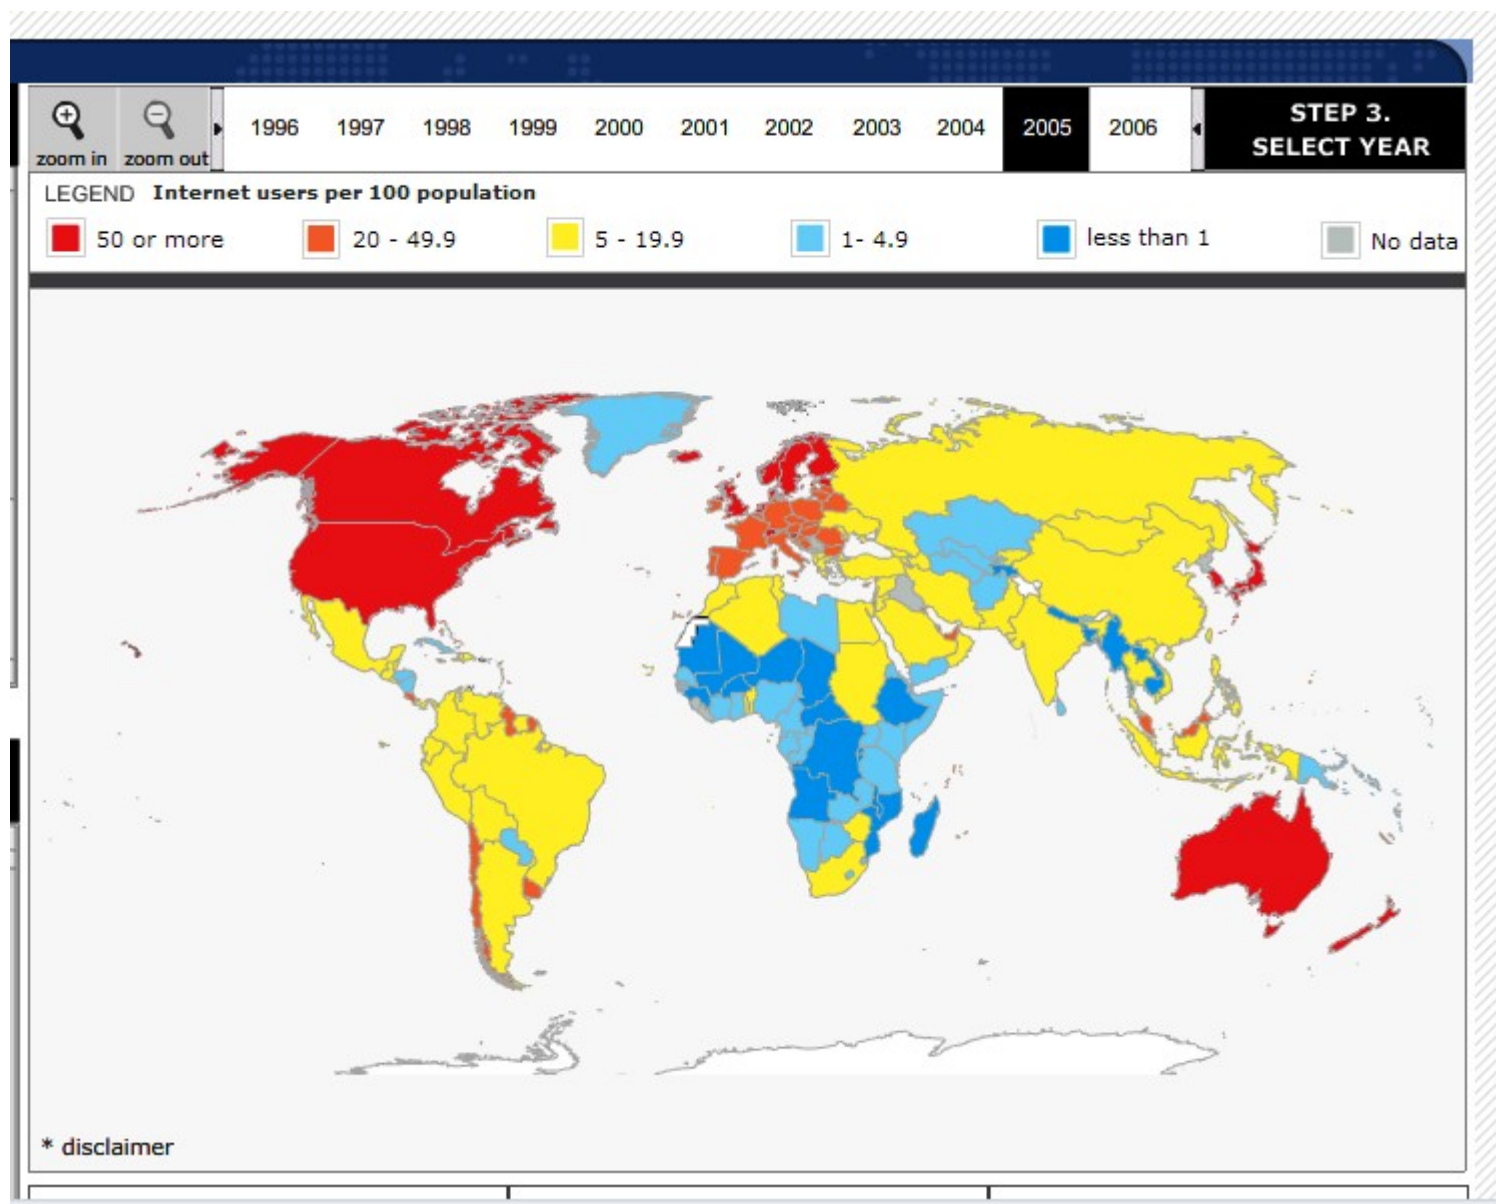 zoom in
zoom out
1996 1997 1998 1999 2000 2001 2002 2003 2004 2005 2006
STEP 3.
SELECT YEAR
LEGEND Internet users per 100 population
50 or more 20 - 49.9 5 - 19.9 1- 4.9 less than 1 No data
* disclaimer